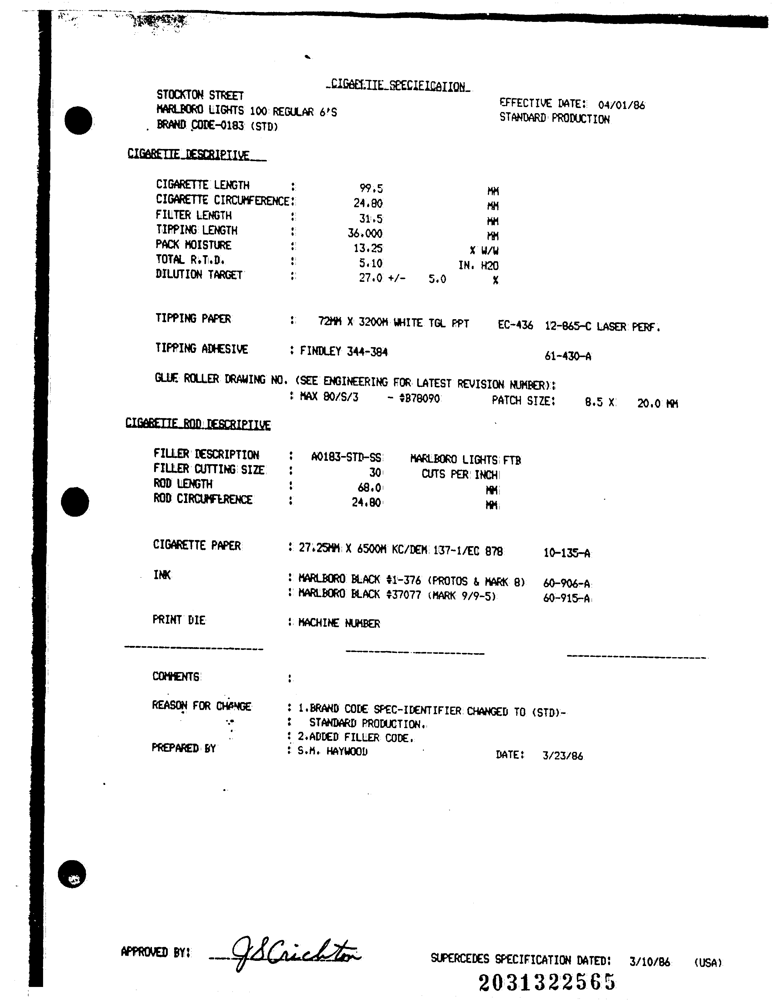 CIGARETTE SPECIFICATION
STOCKTON STREET
MARLBORO LIGHTS 100 REGULAR 6'S
BRAND CODE-0183 (STD)
EFFECTIVE DATE: 04/01/86
STANDARD PRODUCTION
CIGARETTE DESCRIPTIVE
CIGARETTE LENGTH : 99.5 MM
CIGARETTE CIRCUMFERENCE: 24.80 MM
FILTER LENGTH : 31.5 MM
TIPPING LENGTH : 36.000 MM
PACK MOISTURE : 13.25 % W/W
TOTAL R.T.D. : 5.10 IN. H2O
DILUTION TARGET : 27.0 +/- 5.0 %
TIPPING PAPER : 72MM X 3200M WHITE TGL PPT EC-436 12-865-C LASER PERF.
TIPPING ADHESIVE : FINDLEY 344-384 61-430-A
GLUE ROLLER DRAWING NO. (SEE ENGINEERING FOR LATEST REVISION NUMBER):
: MAX 80/S/3 - #B78090 PATCH SIZE: 8.5 X 20.0 MM
CIGARETTE ROD DESCRIPTIVE
FILLER DESCRIPTION : A0183-STD-SS MARLBORO LIGHTS FTB
FILLER CUTTING SIZE : 30 CUTS PER INCH
ROD LENGTH : 68.0 MM
ROD CIRCUMFERENCE : 24.80 MM
CIGARETTE PAPER : 27.25MM X 6500M KC/DEM 137-1/EC 878 10-135-A
INK : MARLBORO BLACK #1-376 (PROTOS & MARK 8) 60-906-A
: MARLBORO BLACK #37077 (MARK 9/9-5) 60-915-A
PRINT DIE : MACHINE NUMBER
COMMENTS :
REASON FOR CHANGE : 1.BRAND CODE SPEC-IDENTIFIER CHANGED TO (STD)-
: STANDARD PRODUCTION.
: 2.ADDED FILLER CODE.
PREPARED BY : S.M. HAYWOOD DATE: 3/23/86
APPROVED BY: JSCrichton
SUPERCEDES SPECIFICATION DATED: 3/10/86 (USA)
2031322565